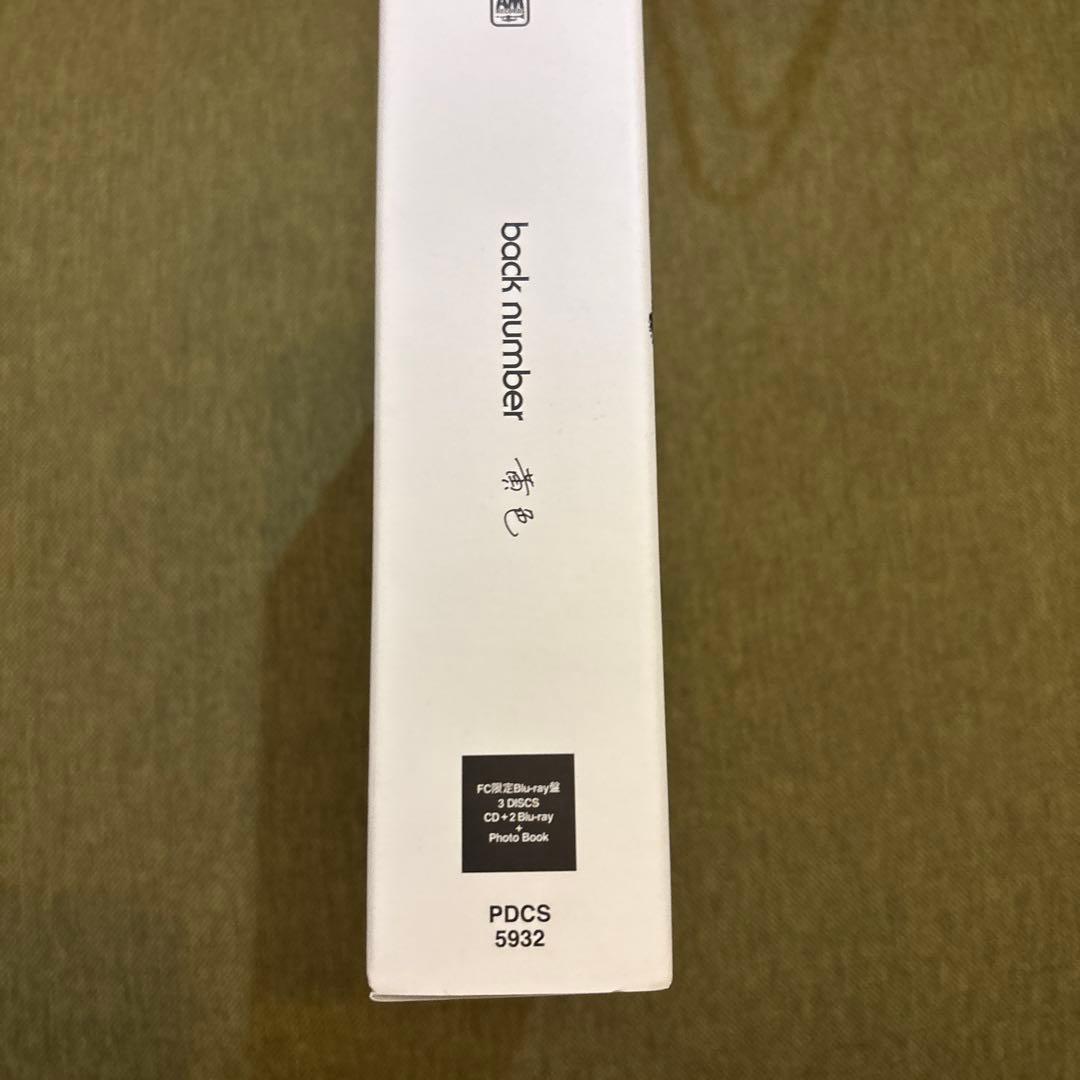 back number 黄色
FC限定Blu-ray盤
3 DISCS
CD+2 Blu-ray
+
Photo Book
PDCS
5932